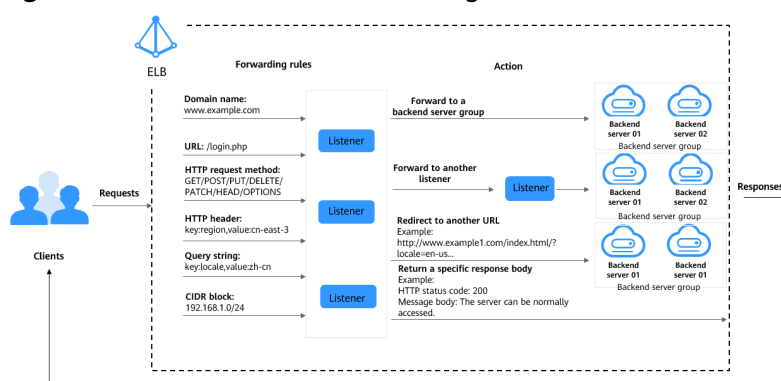 ELB
Forwarding rules
Action
Domain name:
www.example.com
URL: /login.php
HTTP request method:
GET/POST/PUT/DELETE/
PATCH/HEAD/OPTIONS
HTTP header:
key:region,value:cn-east-3
Query string:
key:locale,value:zh-cn
CIDR block:
192.168.1.0/24
Listener
Listener
Listener
Forward to a
backend server group
Forward to another
listener
Listener
Redirect to another URL
Example:
http://www.example1.com/index.html/?
locale=en-us...
Return a specific response body
Example:
HTTP status code: 200
Message body: The server can be normally
accessed.
Backend
server 01
Backend
server 02
Backend server group
Backend
server 01
Backend
server 02
Backend server group
Backend
server 01
Backend
server 01
Backend server group
Requests
Clients
Responses